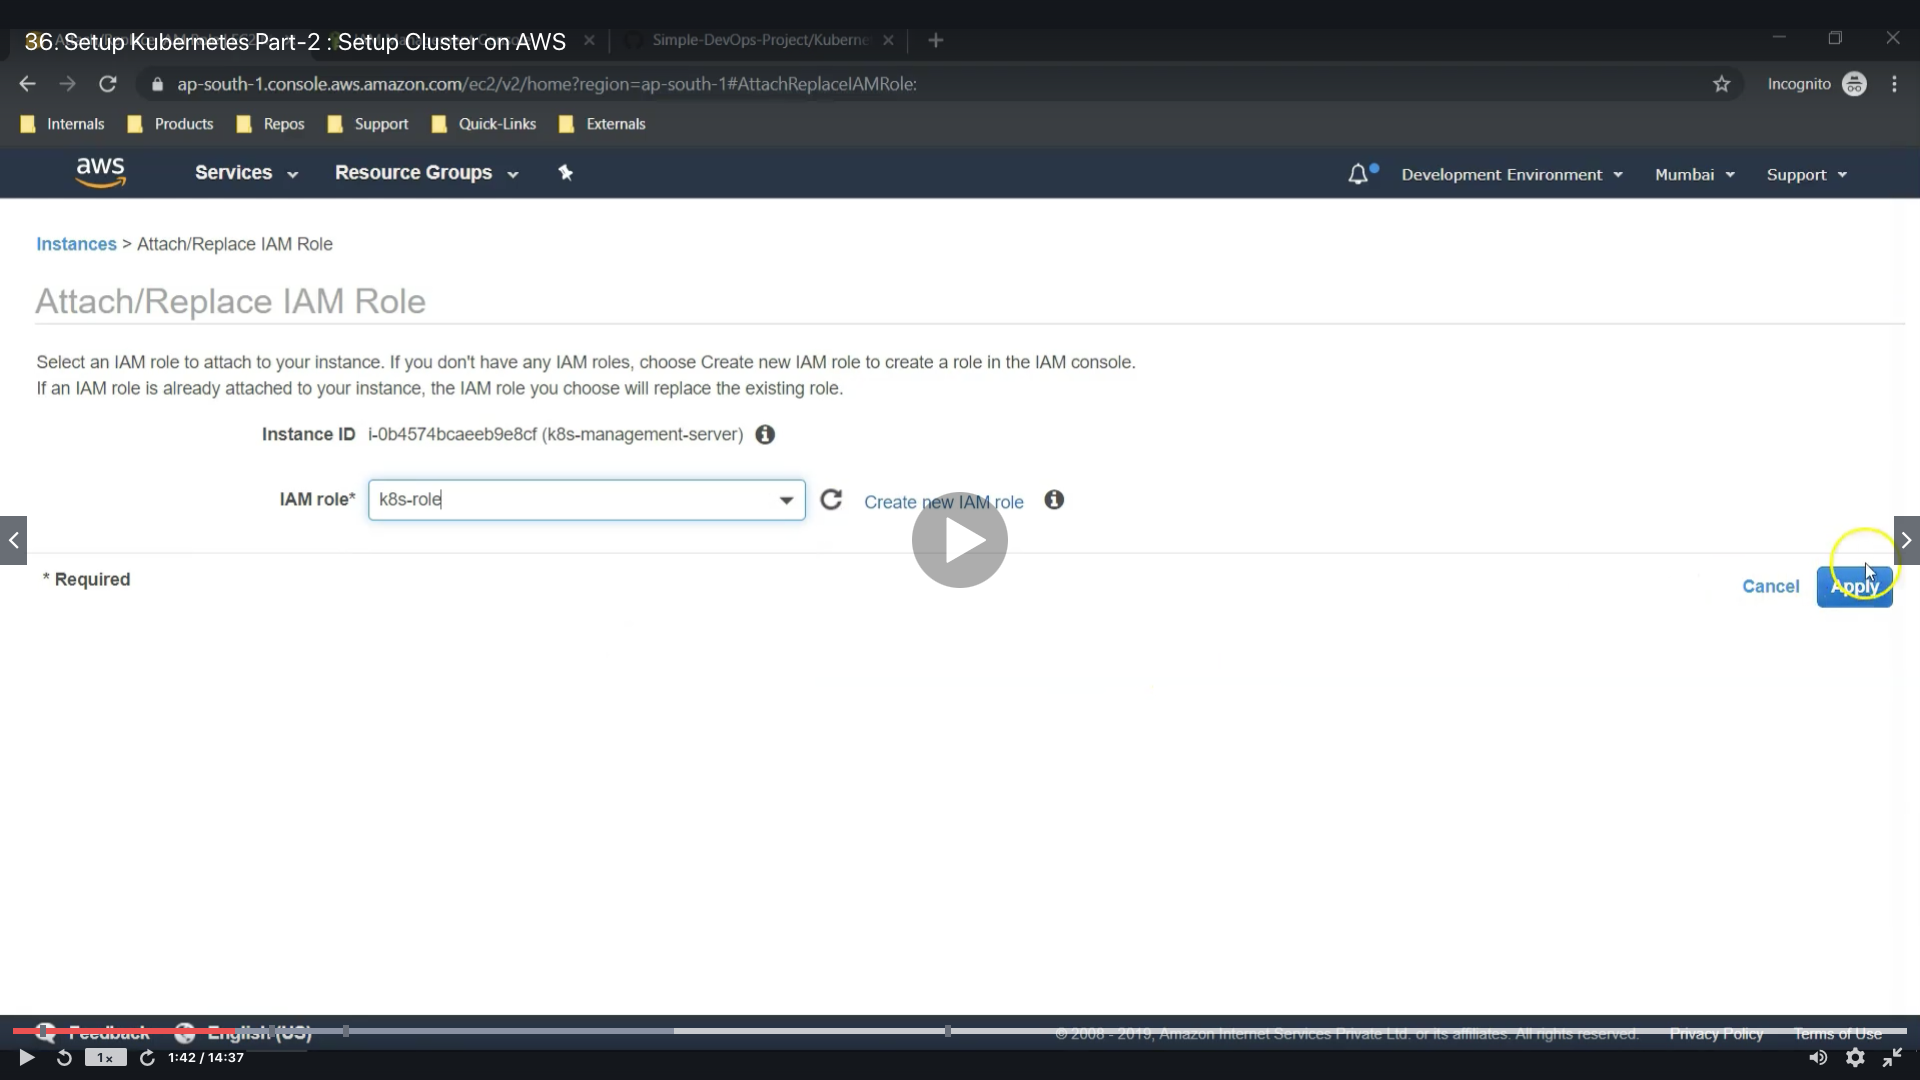 36. Setup Kubernetes Part-2 : Setup Cluster on AWS
Simple-DevOps-Project/Kuberne
ap-south-1.console.aws.amazon.com/ec2/v2/home?region=ap-south-1#AttachReplaceIAMRole:
Incognito
Internals Products Repos Support Quick-Links Externals
aws Services Resource Groups Development Environment Mumbai Support
Instances > Attach/Replace IAM Role
Attach/Replace IAM Role
Select an IAM role to attach to your instance. If you don't have any IAM roles, choose Create new IAM role to create a role in the IAM console.
If an IAM role is already attached to your instance, the IAM role you choose will replace the existing role.
Instance ID i-0b4574bcaeeb9e8cf (k8s-management-server)
IAM role* k8s-role Create new IAM role
* Required
Cancel Apply
Feedback English (US) © 2008 - 2019, Amazon Internet Services Private Ltd. or its affiliates. All rights reserved. Privacy Policy Terms of Use
1x 1:42 / 14:37